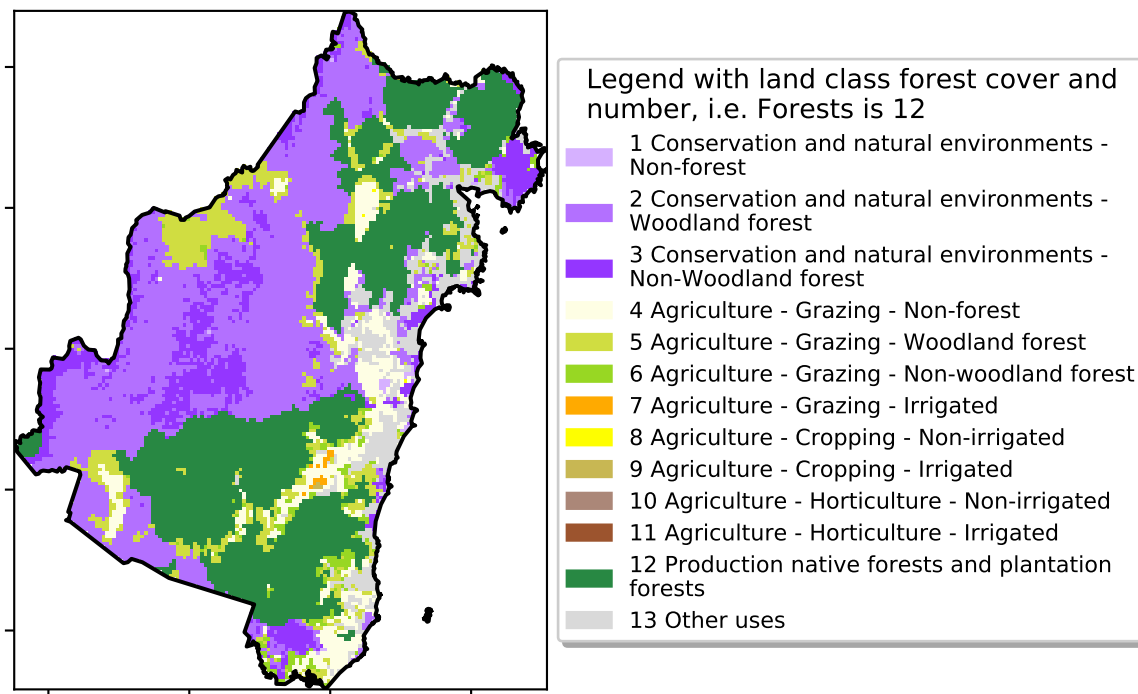 Legend with land class forest cover and
number, i.e. Forests is 12
1 Conservation and natural environments -
Non-forest
2 Conservation and natural environments -
Woodland forest
3 Conservation and natural environments -
Non-Woodland forest
4 Agriculture - Grazing - Non-forest
5 Agriculture - Grazing - Woodland forest
6 Agriculture - Grazing - Non-woodland forest
7 Agriculture - Grazing - Irrigated
8 Agriculture - Cropping - Non-irrigated
9 Agriculture - Cropping - Irrigated
10 Agriculture - Horticulture - Non-irrigated
11 Agriculture - Horticulture - Irrigated
12 Production native forests and plantation
forests
13 Other uses